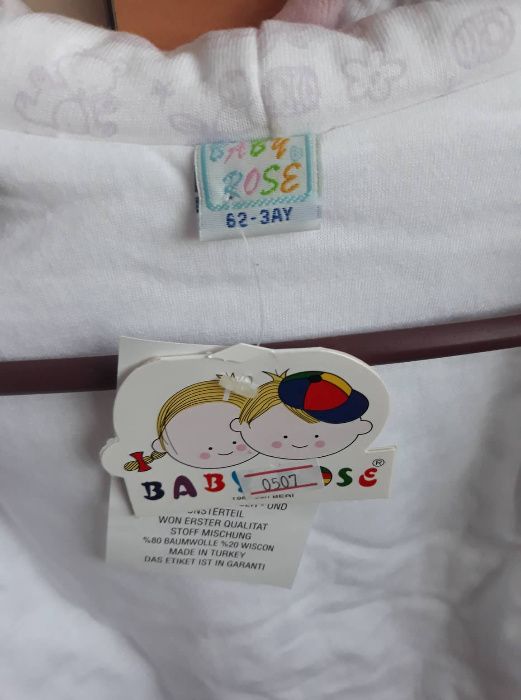 BABY
ROSE ®
62-3AY
BABY ROSE ®
0507
UND
WON ERSTER QUALITAT
STOFF MISCHUNG
%80 BAUMWOLLE %20 WISCON
MADE IN TURKEY
DAS ETIKET IST IN GARANTI